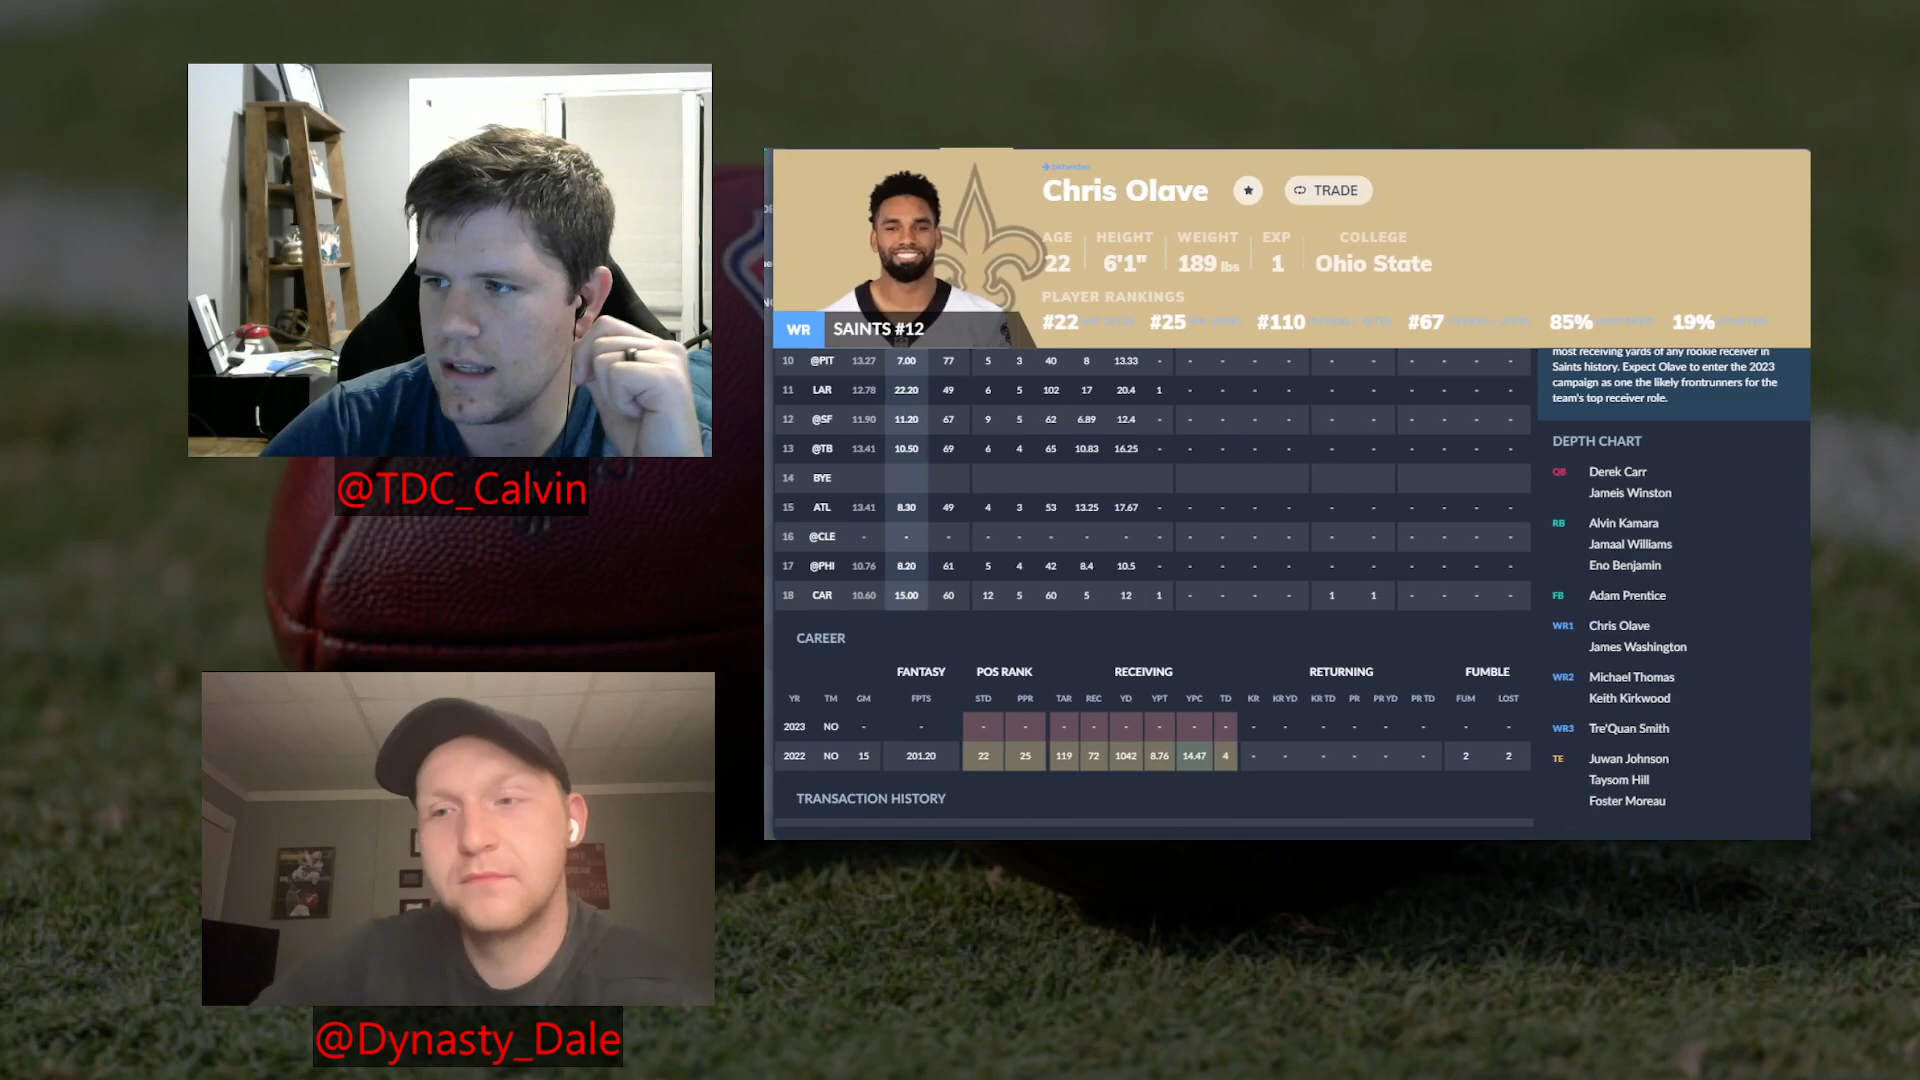 @TDC_Calvin
@Dynasty_Dale
Chris Olave
TRADE
AGE HEIGHT WEIGHT EXP COLLEGE
22 6'1" 189 lbs 1 Ohio State
PLAYER RANKINGS
#22 #25 #110 #67 85% 19%
WR SAINTS #12
10 @PIT 13.27 7.00 77 5 3 40 8 13.33 - - - - - - - - - - -
11 LAR 12.78 22.20 49 6 5 102 17 20.4 1 - - - - - - - - - -
12 @SF 11.90 11.20 67 9 5 62 6.89 12.4 - - - - - - - - - - -
13 @TB 13.41 10.50 69 6 4 65 10.83 16.25 - - - - - - - - - - -
14 BYE
15 ATL 13.41 8.30 49 4 3 53 13.25 17.67 - - - - - - - - - - -
16 @CLE - - - - - - - - - - - - - - - - - - -
17 @PHI 10.76 8.20 61 5 4 42 8.4 10.5 - - - - - - - - - - -
18 CAR 10.60 15.00 60 12 5 60 5 12 1 - - - - 1 1 - - - -
CAREER
FANTASY POS RANK RECEIVING RETURNING FUMBLE
YR TM GM FPTS STD PPR TAR REC YD YPT YPC TD KR KR YD KR TD PR PR YD PR TD FUM LOST
2023 NO - - - - - - - - - - - - - - - - - -
2022 NO 15 201.20 22 25 119 72 1042 8.76 14.47 4 - - - - - - 2 2
TRANSACTION HISTORY
most receiving yards of any rookie receiver in
Saints history. Expect Olave to enter the 2023
campaign as one the likely frontrunners for the
team's top receiver role.
DEPTH CHART
QB Derek Carr
Jameis Winston
RB Alvin Kamara
Jamaal Williams
Eno Benjamin
FB Adam Prentice
WR1 Chris Olave
James Washington
WR2 Michael Thomas
Keith Kirkwood
WR3 Tre'Quan Smith
TE Juwan Johnson
Taysom Hill
Foster Moreau